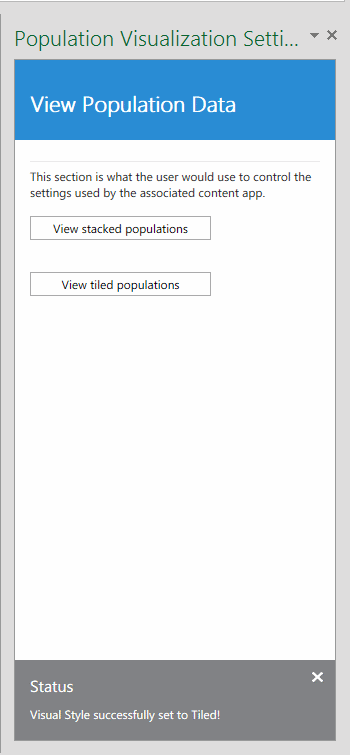 Population Visualization Setti...
View Population Data
This section is what the user would use to control the
settings used by the associated content app.
View stacked populations
View tiled populations
Status
Visual Style successfully set to Tiled!